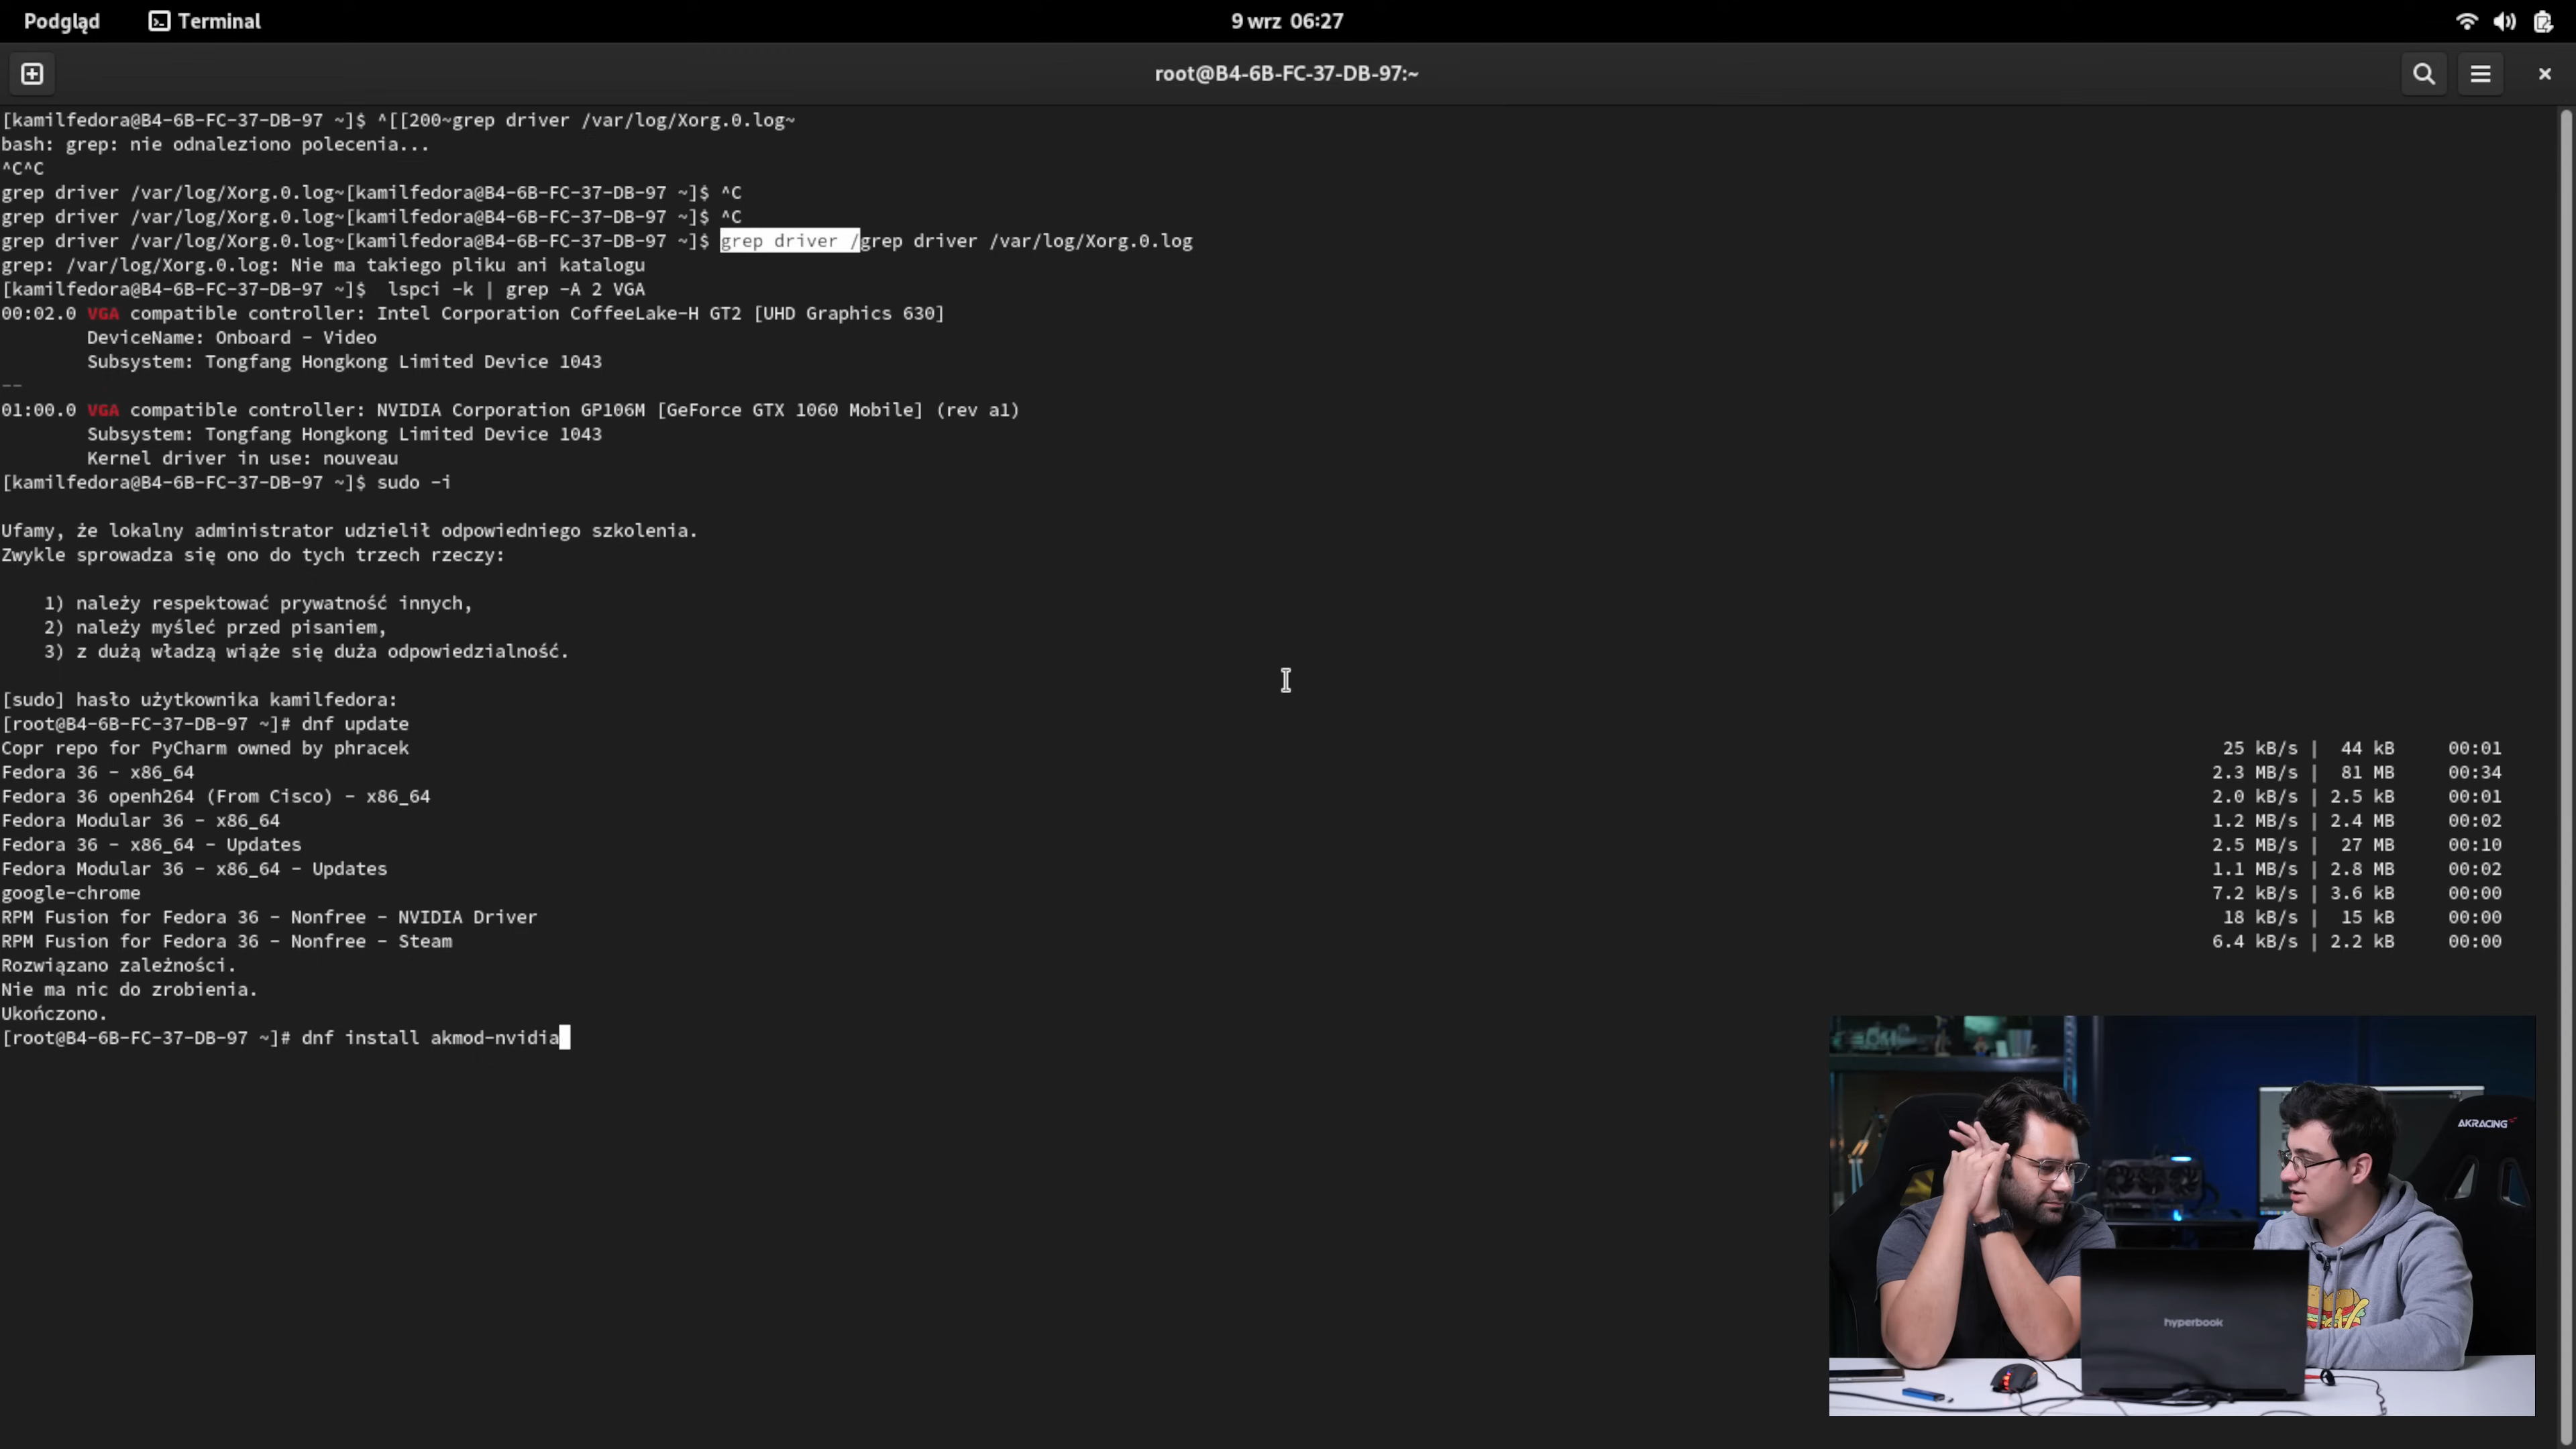 Podgląd
Terminal
9 wrz 06:27
root@B4-6B-FC-37-DB-97:~
[kamilfedora@B4-6B-FC-37-DB-97 ~]$ ^[[200~grep driver /var/log/Xorg.0.log~
bash: grep: nie odnaleziono polecenia...
^C^C
grep driver /var/log/Xorg.0.log~[kamilfedora@B4-6B-FC-37-DB-97 ~]$ ^C
grep driver /var/log/Xorg.0.log~[kamilfedora@B4-6B-FC-37-DB-97 ~]$ ^C
grep driver /var/log/Xorg.0.log~[kamilfedora@B4-6B-FC-37-DB-97 ~]$ grep driver /grep driver /var/log/Xorg.0.log
grep: /var/log/Xorg.0.log: Nie ma takiego pliku ani katalogu
[kamilfedora@B4-6B-FC-37-DB-97 ~]$  lspci -k | grep -A 2 VGA
00:02.0 VGA compatible controller: Intel Corporation CoffeeLake-H GT2 [UHD Graphics 630]
DeviceName: Onboard - Video
Subsystem: Tongfang Hongkong Limited Device 1043
--
01:00.0 VGA compatible controller: NVIDIA Corporation GP106M [GeForce GTX 1060 Mobile] (rev a1)
Subsystem: Tongfang Hongkong Limited Device 1043
Kernel driver in use: nouveau
[kamilfedora@B4-6B-FC-37-DB-97 ~]$ sudo -i
Ufamy, że lokalny administrator udzielił odpowiedniego szkolenia.
Zwykle sprowadza się ono do tych trzech rzeczy:
1) należy respektować prywatność innych,
2) należy myśleć przed pisaniem,
3) z dużą władzą wiąże się duża odpowiedzialność.
[sudo] hasło użytkownika kamilfedora:
[root@B4-6B-FC-37-DB-97 ~]# dnf update
Copr repo for PyCharm owned by phracek 25 kB/s | 44 kB 00:01
Fedora 36 - x86_64 2.3 MB/s | 81 MB 00:34
Fedora 36 openh264 (From Cisco) - x86_64 2.0 kB/s | 2.5 kB 00:01
Fedora Modular 36 - x86_64 1.2 MB/s | 2.4 MB 00:02
Fedora 36 - x86_64 - Updates 2.5 MB/s | 27 MB 00:10
Fedora Modular 36 - x86_64 - Updates 1.1 MB/s | 2.8 MB 00:02
google-chrome 7.2 kB/s | 3.6 kB 00:00
RPM Fusion for Fedora 36 - Nonfree - NVIDIA Driver 18 kB/s | 15 kB 00:00
RPM Fusion for Fedora 36 - Nonfree - Steam 6.4 kB/s | 2.2 kB 00:00
Rozwiązano zależności.
Nie ma nic do zrobienia.
Ukończono.
[root@B4-6B-FC-37-DB-97 ~]# dnf install akmod-nvidia
AKRACING
hyperbook